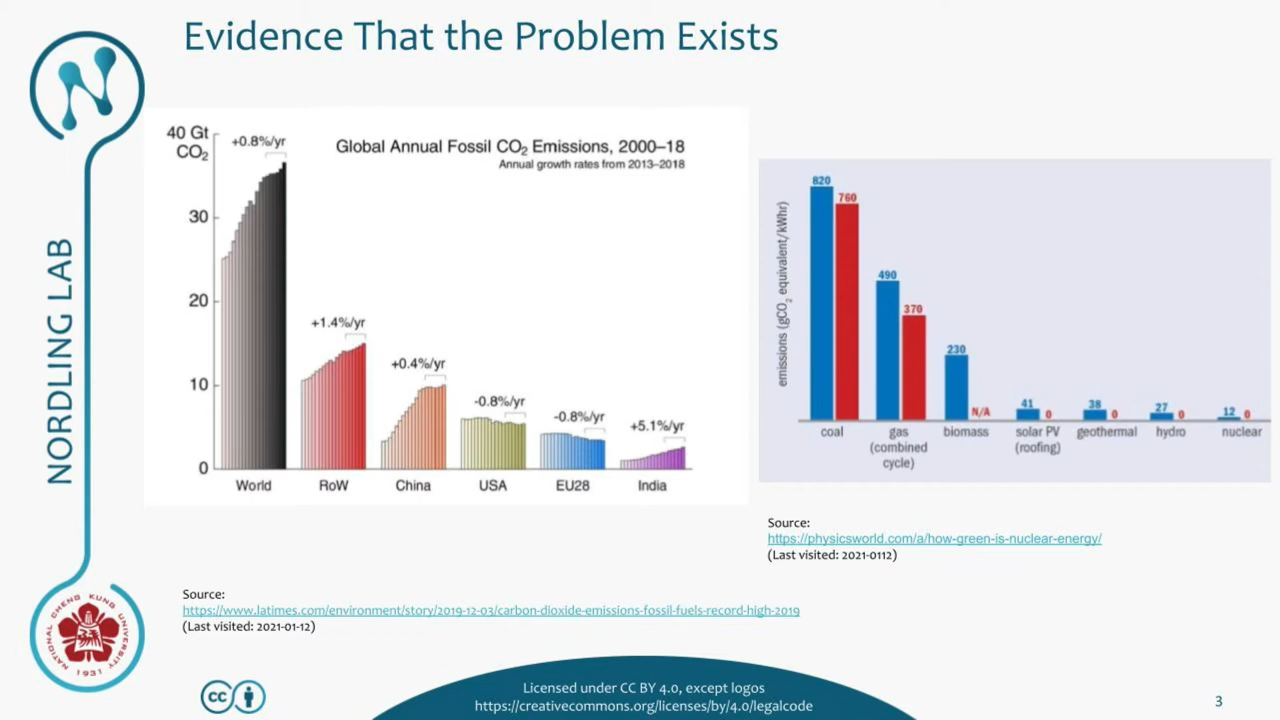 Evidence That the Problem Exists
NORDLING LAB
40 Gt
CO₂
+0.8%/yr
Global Annual Fossil CO₂ Emissions, 2000–18
Annual growth rates from 2013–2018
30
20
10
0
+1.4%/yr
+0.4%/yr
-0.8%/yr
-0.8%/yr
+5.1%/yr
World
RoW
China
USA
EU28
India
emissions (gCO₂ equivalent/kWhr)
820
760
490
370
230
N/A
41
0
38
0
27
0
12
0
coal
gas
(combined
cycle)
biomass
solar PV
(roofing)
geothermal
hydro
nuclear
Source:
https://physicsworld.com/a/how-green-is-nuclear-energy/
(Last visited: 2021-0112)
Source:
https://www.latimes.com/environment/story/2019-12-03/carbon-dioxide-emissions-fossil-fuels-record-high-2019
(Last visited: 2021-01-12)
NATIONAL CHENG KUNG UNIVERSITY
1931
cc
Licensed under CC BY 4.0, except logos
https://creativecommons.org/licenses/by/4.0/legalcode
3